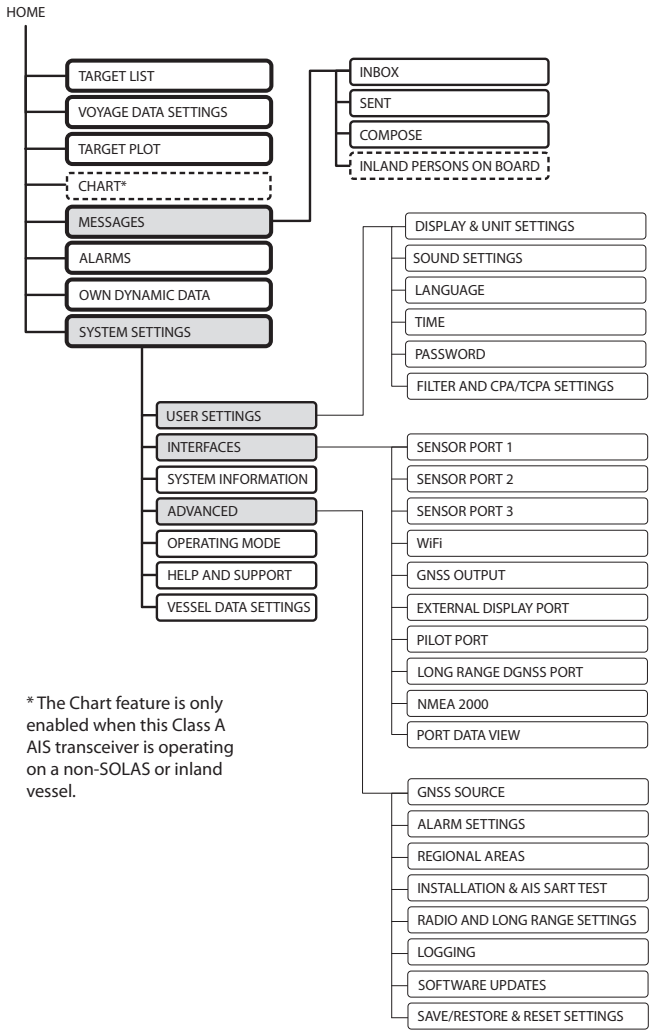 HOME
TARGET LIST
VOYAGE DATA SETTINGS
TARGET PLOT
CHART*
MESSAGES
ALARMS
OWN DYNAMIC DATA
SYSTEM SETTINGS
INBOX
SENT
COMPOSE
INLAND PERSONS ON BOARD
USER SETTINGS
INTERFACES
SYSTEM INFORMATION
ADVANCED
OPERATING MODE
HELP AND SUPPORT
VESSEL DATA SETTINGS
DISPLAY & UNIT SETTINGS
SOUND SETTINGS
LANGUAGE
TIME
PASSWORD
FILTER AND CPA/TCPA SETTINGS
SENSOR PORT 1
SENSOR PORT 2
SENSOR PORT 3
WiFi
GNSS OUTPUT
EXTERNAL DISPLAY PORT
PILOT PORT
LONG RANGE DGNSS PORT
NMEA 2000
PORT DATA VIEW
GNSS SOURCE
ALARM SETTINGS
REGIONAL AREAS
INSTALLATION & AIS SART TEST
RADIO AND LONG RANGE SETTINGS
LOGGING
SOFTWARE UPDATES
SAVE/RESTORE & RESET SETTINGS
* The Chart feature is only
enabled when this Class A
AIS transceiver is operating
on a non-SOLAS or inland
vessel.